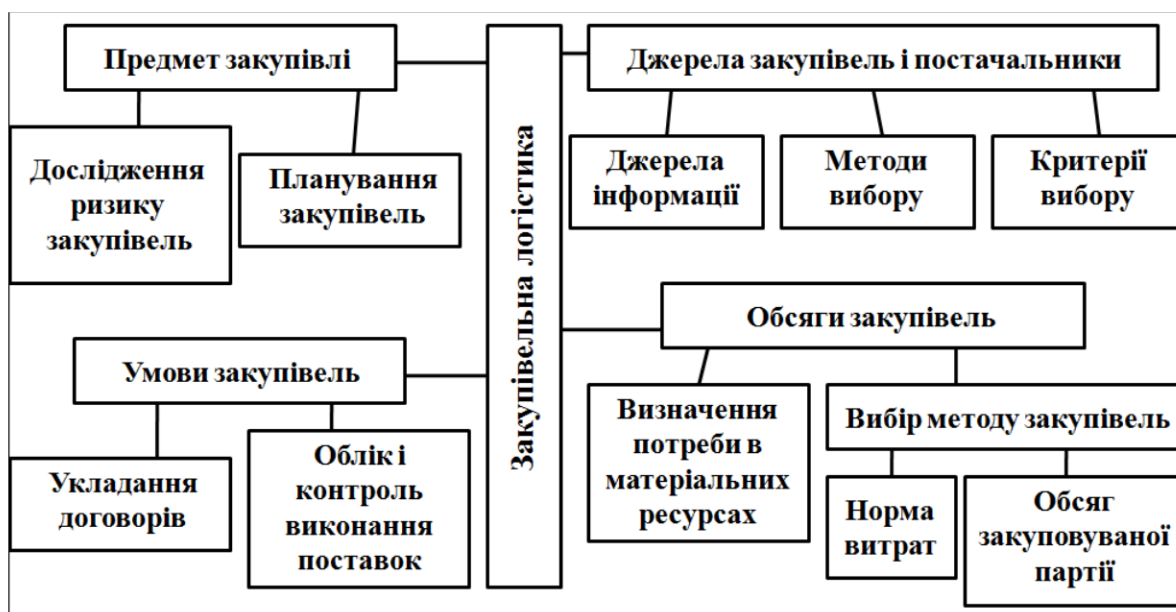 Предмет закупівлі
Дослідження
ризику
закупівель
Планування
закупівель
Умови закупівель
Укладання
договорів
Облік і
контроль
виконання
поставок
Закупівельна логістика
Джерела закупівель і постачальники
Джерела
інформації
Методи
вибору
Критерії
вибору
Обсяги закупівель
Визначення
потреби в
матеріальних
ресурсах
Вибір методу закупівель
Норма
витрат
Обсяг
закуповуваної
партії